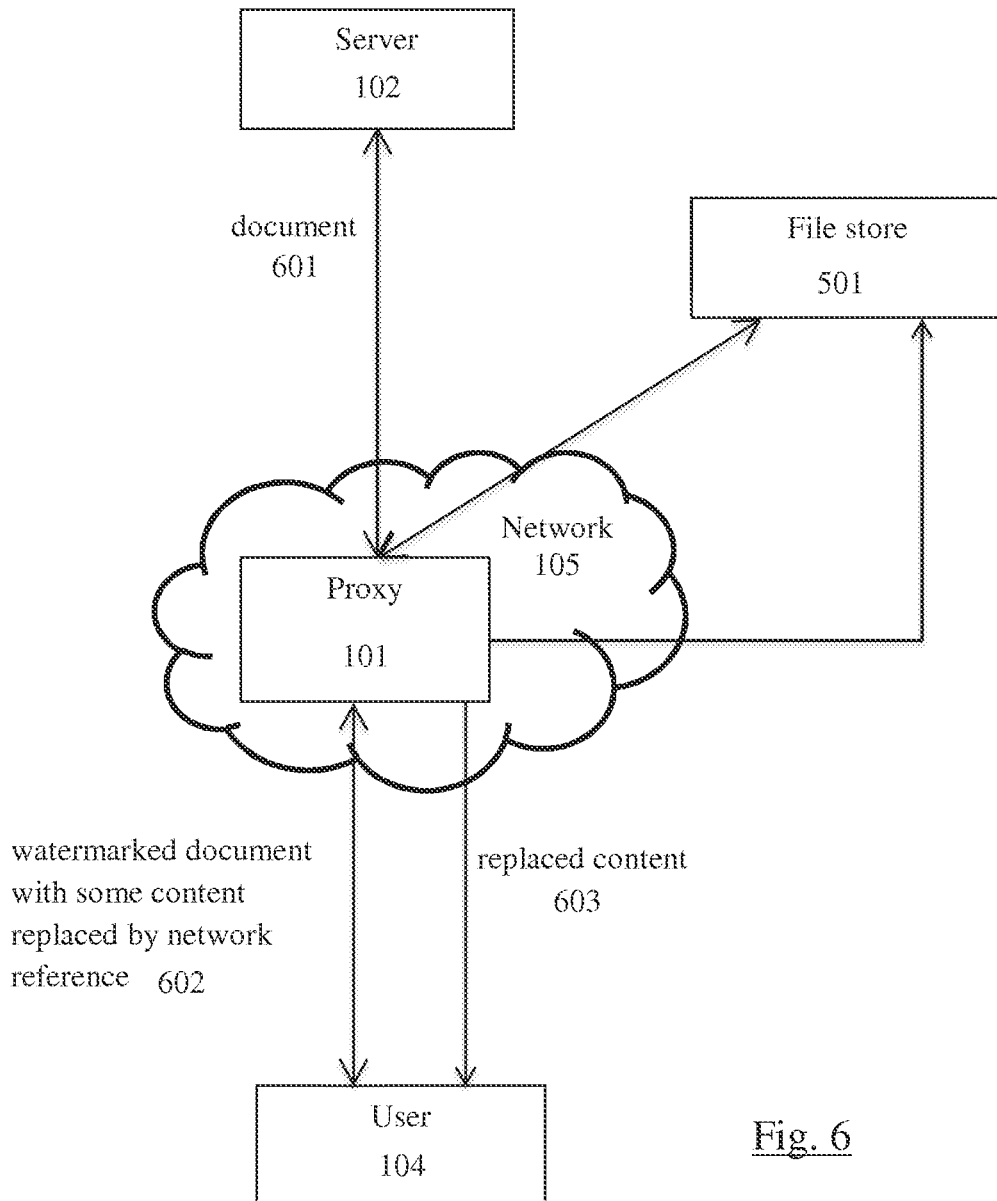 Server
102
document
601
File store
501
Network
105
Proxy
101
watermarked document
with some content
replaced by network
reference 602
replaced content
603
User
104
Fig. 6